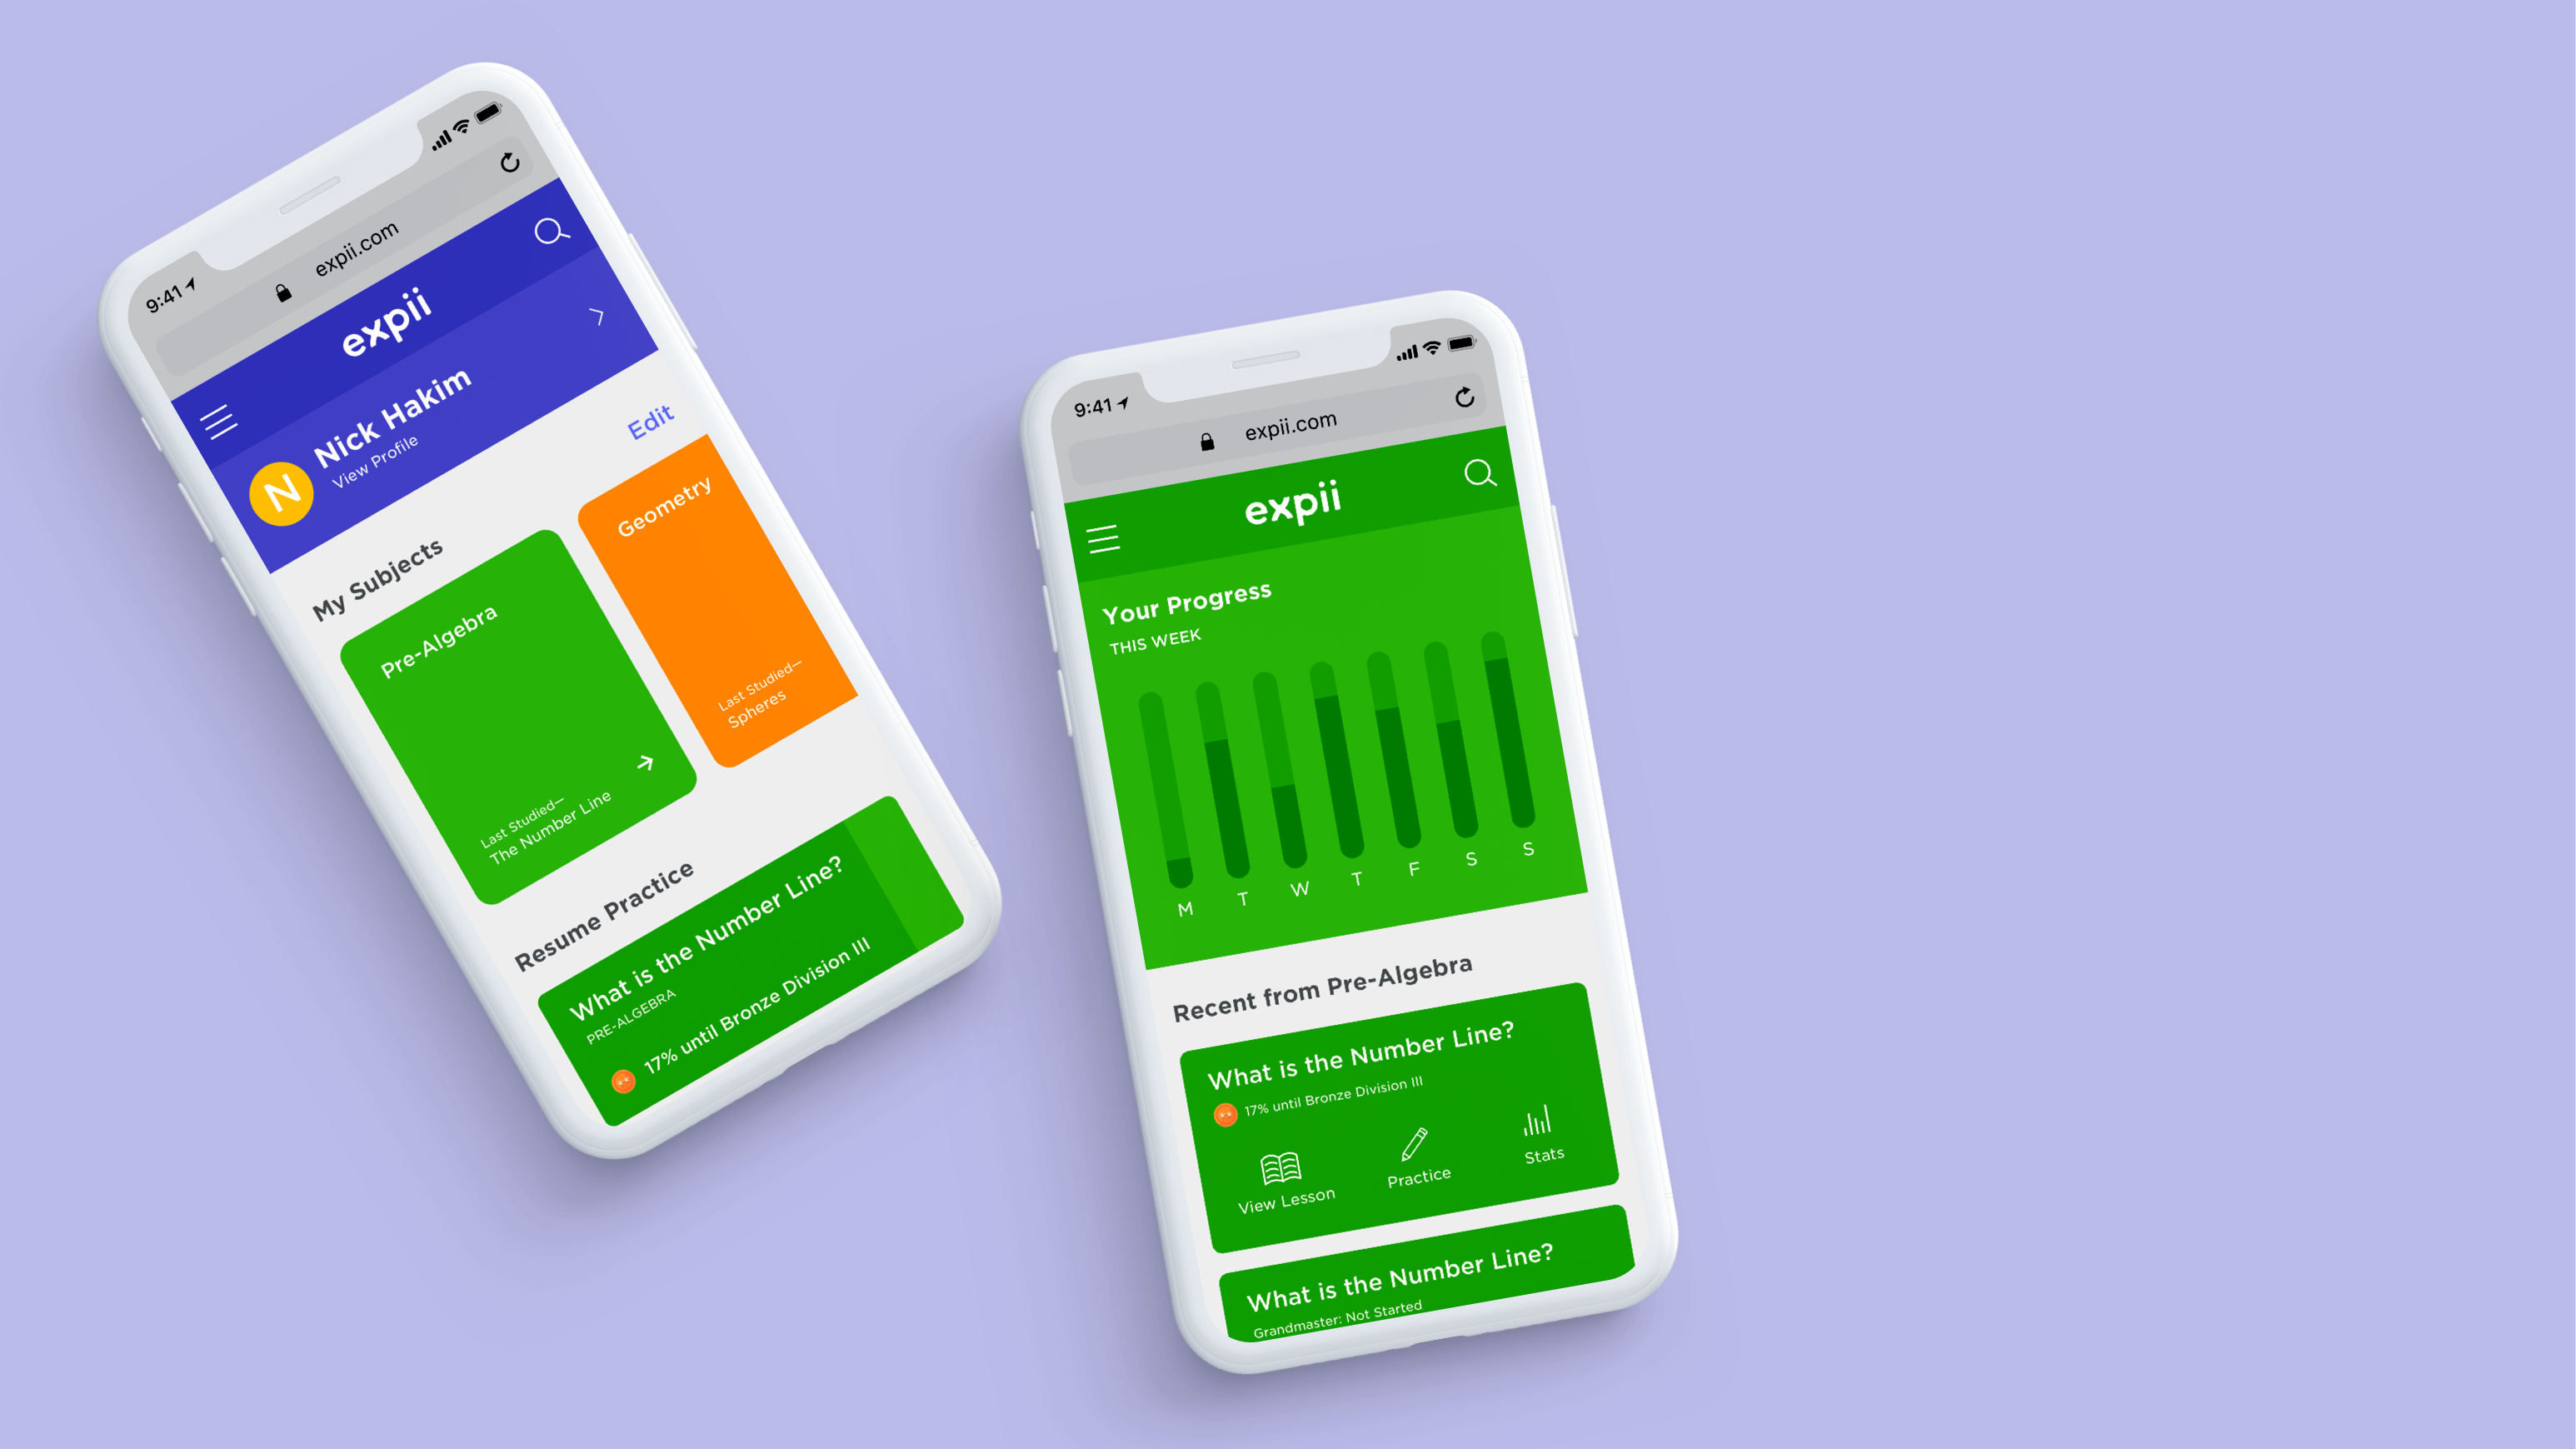 9:41
expii.com
expii
Nick Hakim
View Profile
N
My Subjects
Edit
Pre-Algebra
Last Studied—
The Number Line
Geometry
Last Studied—
Spheres
Resume Practice
What is the Number Line?
PRE-ALGEBRA
17% until Bronze Division III
9:41
expii.com
expii
Your Progress
THIS WEEK
M T W T F S S
Recent from Pre-Algebra
What is the Number Line?
17% until Bronze Division III
View Lesson
Practice
Stats
What is the Number Line?
Grandmaster: Not Started